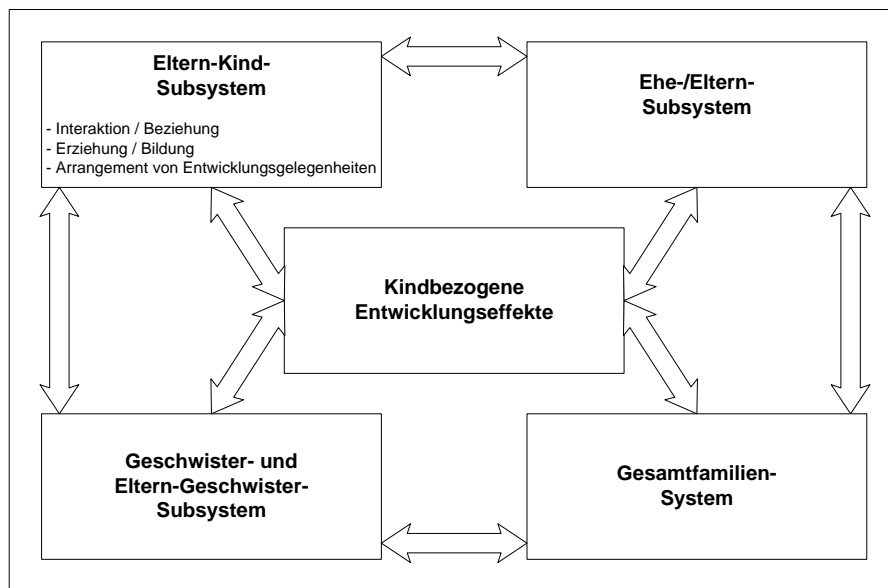 Eltern-Kind-
Subsystem
- Interaktion / Beziehung
- Erziehung / Bildung
- Arrangement von Entwicklungsgelegenheiten
Ehe-/Eltern-
Subsystem
Kindbezogene
Entwicklungseffekte
Geschwister- und
Eltern-Geschwister-
Subsystem
Gesamtfamilien-
System